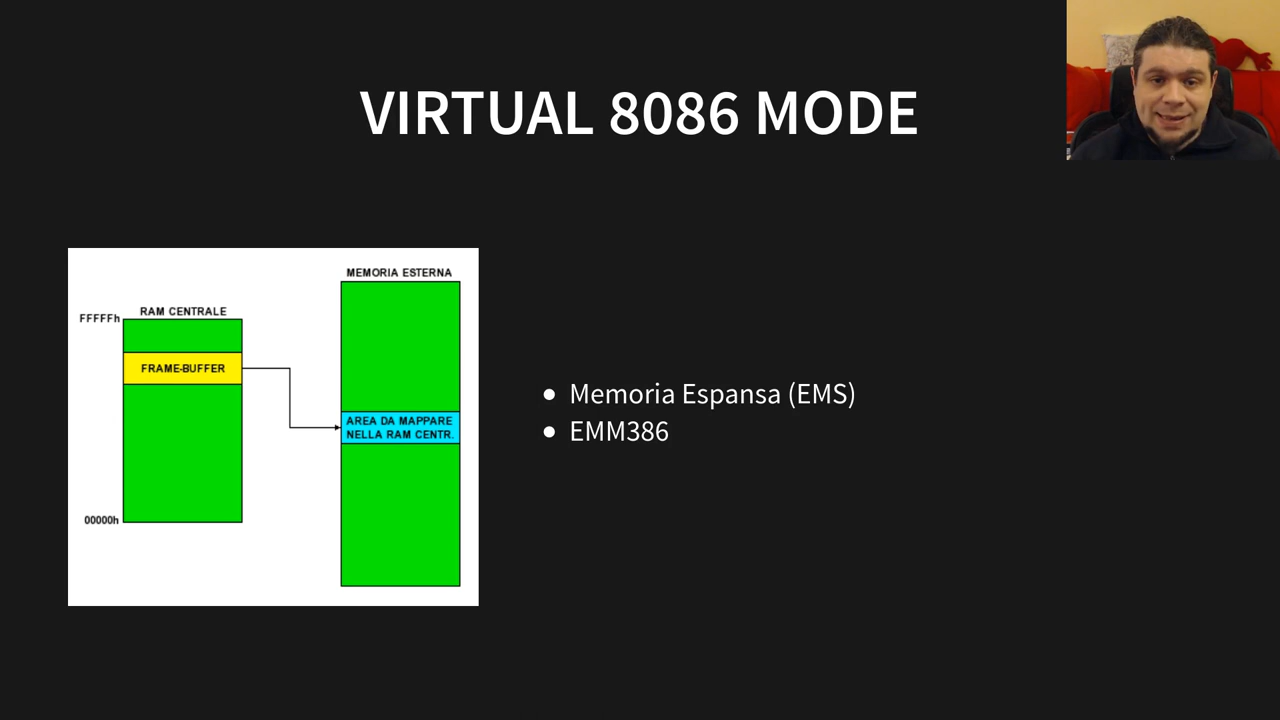 VIRTUAL 8086 MODE
MEMORIA ESTERNA
RAM CENTRALE
FFFFFh
FRAME-BUFFER
AREA DA MAPPARE
NELLA RAM CENTR.
00000h
Memoria Espansa (EMS)
EMM386